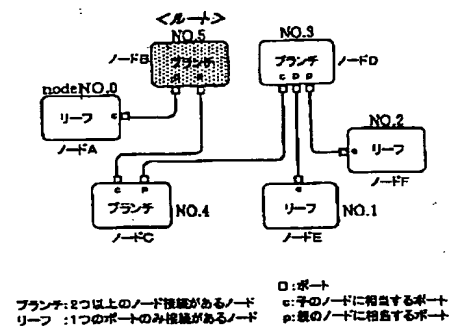 <ルート>
NO.5
NO.3
ノードB
ブランチ
ブランチ
ノードD
c
p
p
nodeNO.0
リーフ
c
ノードA
NO.2
c
リーフ
ノードF
c
p
ブランチ
NO.4
ノードC
c
リーフ
NO.1
ノードE
□:ポート
ブランチ:2つ以上のノード接続があるノード
c:子のノードに相当するポート
リーフ :1つのポートのみ接続があるノード
p:親のノードに相当するポート